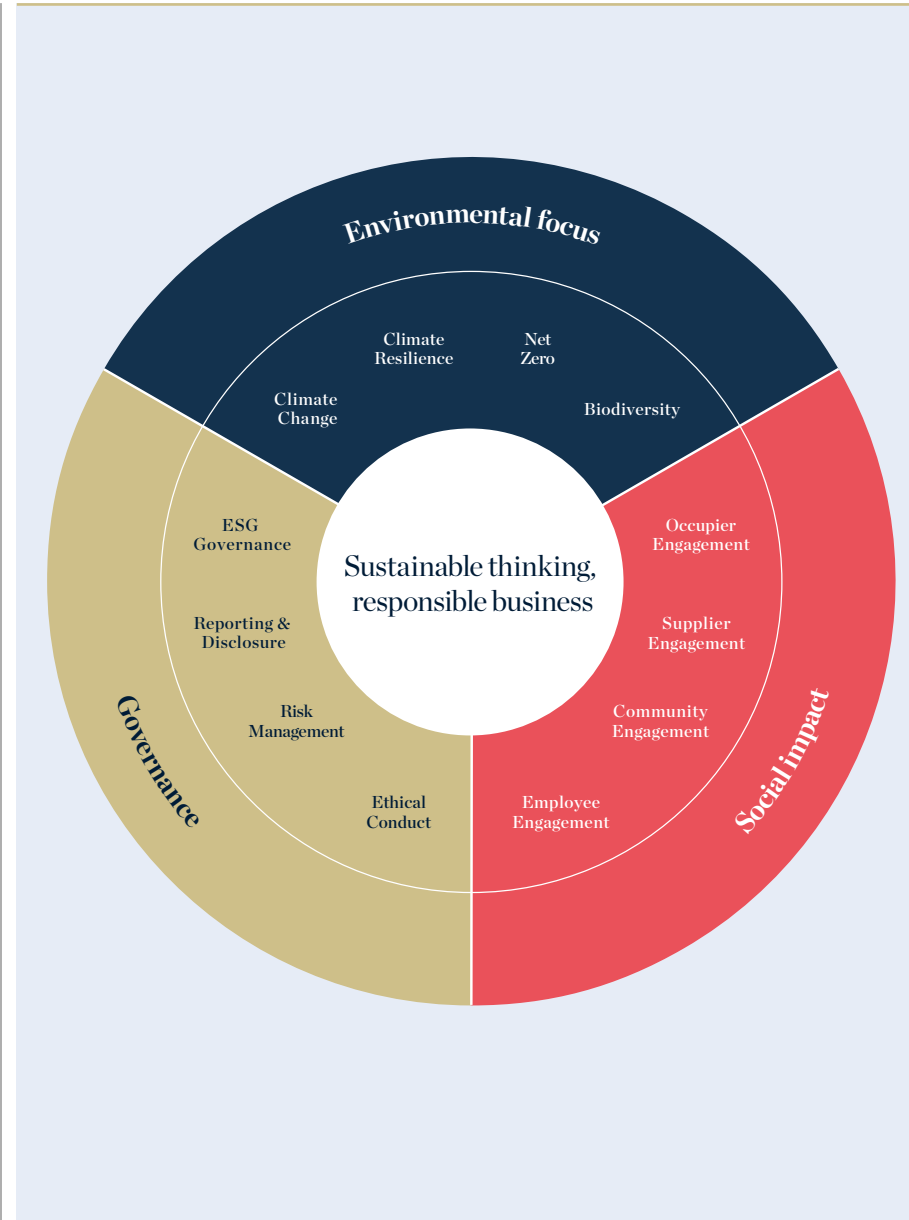 Environmental focus
Climate
Resilience
Net
Zero
Climate
Change
Biodiversity
ESG
Governance
Reporting &
Disclosure
Risk
Management
Ethical
Conduct
Governance
Sustainable thinking,
responsible business
Occupier
Engagement
Supplier
Engagement
Community
Engagement
Employee
Engagement
Social impact